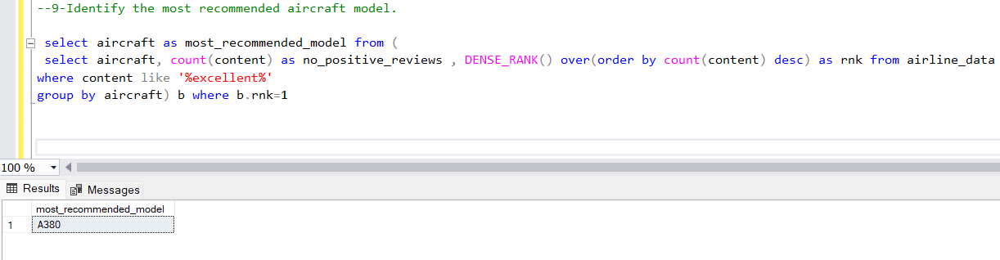 --9-Identify the most recommended aircraft model.
select aircraft as most_recommended_model from (
select aircraft, count(content) as no_positive_reviews , DENSE_RANK() over(order by count(content) desc) as rnk from airline_data
where content like '%excellent%'
group by aircraft) b where b.rnk=1
100 %
Results Messages
most_recommended_model
1 A380